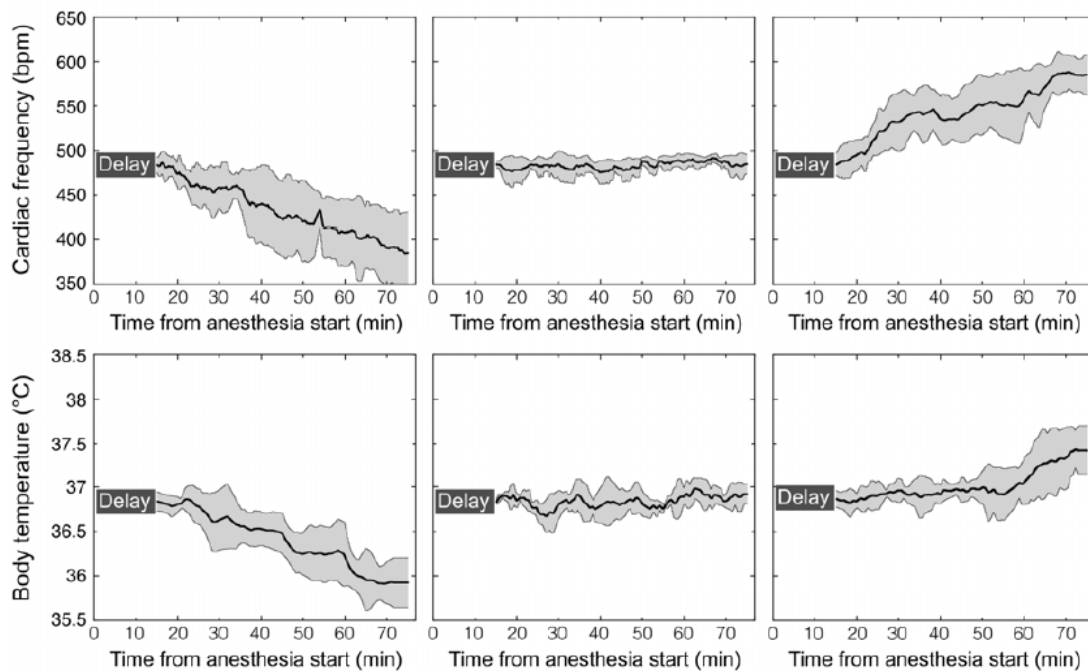 Cardiac frequency (bpm)
650
600
550
500
450
400
350
Delay
Delay
Delay
0 10 20 30 40 50 60 70
0 10 20 30 40 50 60 70
0 10 20 30 40 50 60 70
Time from anesthesia start (min)
Time from anesthesia start (min)
Time from anesthesia start (min)
Body temperature (°C)
38.5
38
37.5
37
36.5
36
35.5
Delay
Delay
Delay
0 10 20 30 40 50 60 70
0 10 20 30 40 50 60 70
0 10 20 30 40 50 60 70
Time from anesthesia start (min)
Time from anesthesia start (min)
Time from anesthesia start (min)